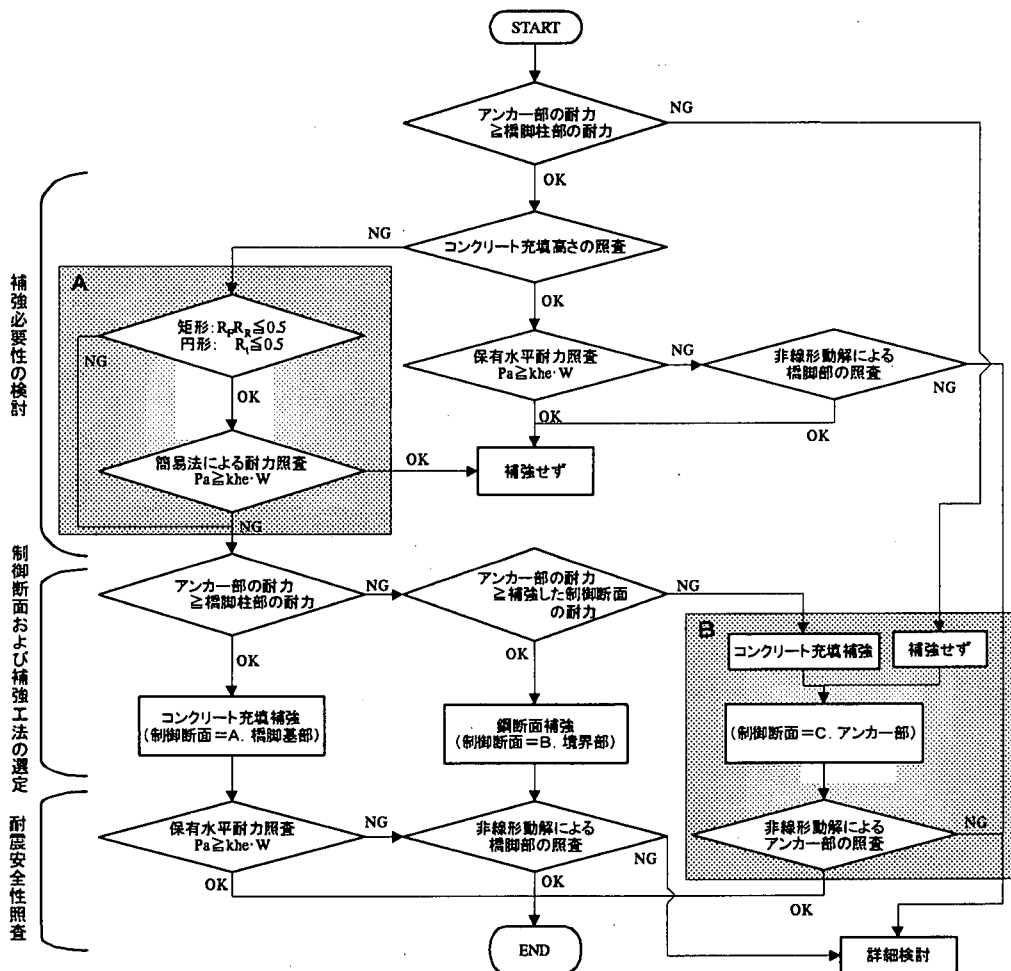 START
アンカー部の耐力
≧橋脚柱部の耐力
NG
OK
コンクリート充填高さの照査
NG
OK
補強必要性の検討
A
矩形：RFRR≦0.5
円形： Rt≦0.5
NG
OK
保有水平耐力照査
Pa≧khe·W
NG
OK
非線形動解による
橋脚部の照査
NG
OK
簡易法による耐力照査
Pa≧khe·W
OK
NG
補強せず
制御断面および補強工法の選定
アンカー部の耐力
≧橋脚柱部の耐力
NG
OK
アンカー部の耐力
≧補強した制御断面
の耐力
NG
OK
B
コンクリート充填補強
補強せず
コンクリート充填補強
(制御断面＝A．橋脚基部)
鋼断面補強
(制御断面＝B．境界部)
(制御断面＝C．アンカー部)
耐震安全性照査
保有水平耐力照査
Pa≧khe·W
NG
OK
非線形動解による
橋脚部の照査
NG
OK
非線形動解による
アンカー部の照査
NG
OK
END
詳細検討